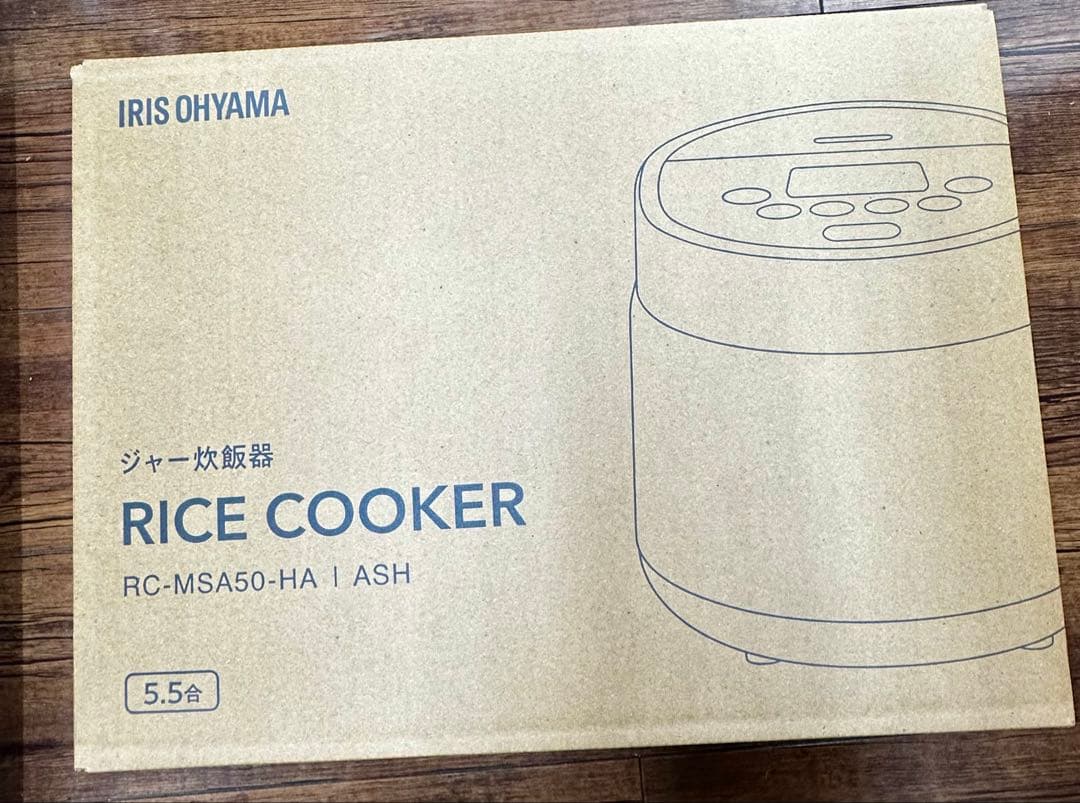 IRIS OHYAMA
ジャー炊飯器
RICE COOKER
RC-MSA50-HA | ASH
5.5合